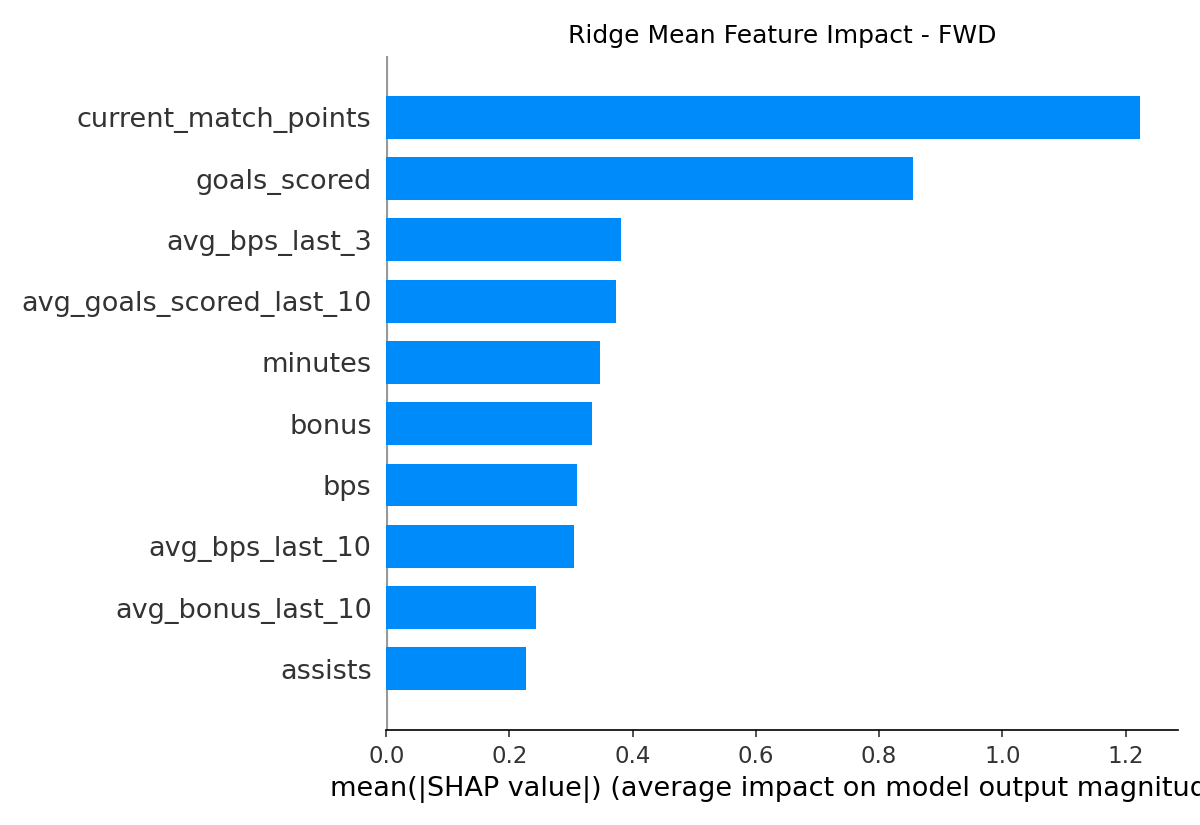 Ridge Mean Feature Impact - FWD
current_match_points
goals_scored
avg_bps_last_3
avg_goals_scored_last_10
minutes
bonus
bps
avg_bps_last_10
avg_bonus_last_10
assists
0.0 0.2 0.4 0.6 0.8 1.0 1.2
mean(|SHAP value|) (average impact on model output magnitud